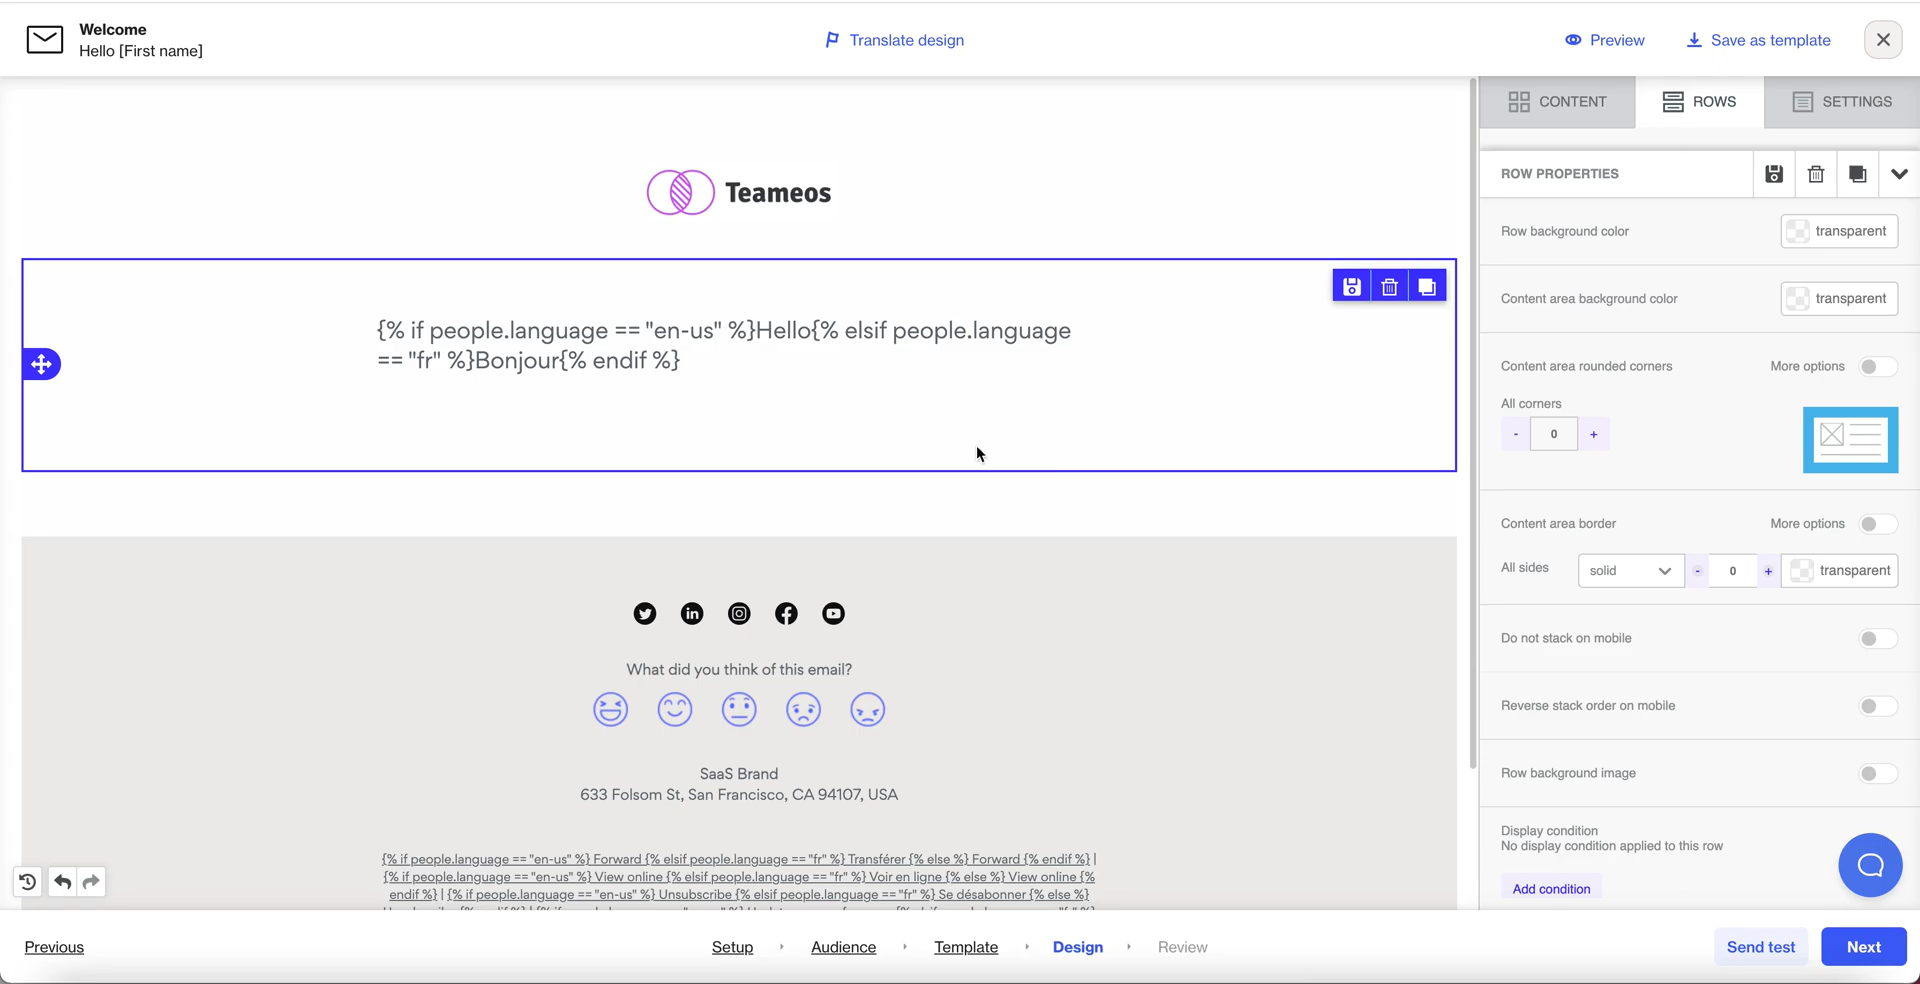 Welcome
Hello [First name]
Translate design
Preview
Save as template
CONTENT
ROWS
SETTINGS
Teameos
{% if people.language == "en-us" %}Hello{% elsif people.language
== "fr" %}Bonjour{% endif %}
What did you think of this email?
SaaS Brand
633 Folsom St, San Francisco, CA 94107, USA
{% if people.language == "en-us" %} Forward {% elsif people.language == "fr" %} Transférer {% else %} Forward {% endif %} |
{% if people.language == "en-us" %} View online {% elsif people.language == "fr" %} Voir en ligne {% else %} View online {%
endif %} | {% if people.language == "en-us" %} Unsubscribe {% elsif people.language == "fr" %} Se désabonner {% else %}
ROW PROPERTIES
Row background color
transparent
Content area background color
transparent
Content area rounded corners
More options
All corners
- 0 +
Content area border
More options
All sides
solid
- 0 +
transparent
Do not stack on mobile
Reverse stack order on mobile
Row background image
Display condition
No display condition applied to this row
Add condition
Previous
Setup
Audience
Template
Design
Review
Send test
Next